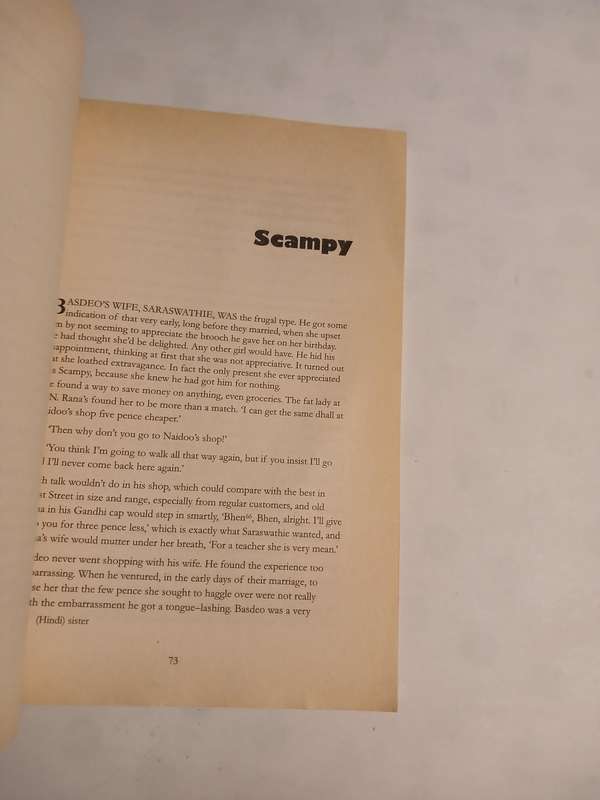 Scampy
BASDEO'S WIFE, SARASWATHIE, WAS the frugal type. He got some
indication of that very early, long before they married, when she upset
m by not seeming to appreciate the brooch he gave her on her birthday.
e had thought she'd be delighted. Any other girl would have. He hid his
appointment, thinking at first that she was not appreciative. It turned out
at she loathed extravagance. In fact the only present she ever appreciated
s Scampy, because she knew he had got him for nothing.
e found a way to save money on anything, even groceries. The fat lady at
N. Rana's found her to be more than a match. 'I can get the same dhall at
idoo's shop five pence cheaper.'
'Then why don't you go to Naidoo's shop!'
'You think I'm going to walk all that way again, but if you insist I'll go
I I'll never come back here again.'
h talk wouldn't do in his shop, which could compare with the best in
st Street in size and range, especially from regular customers, and old
na in his Gandhi cap would step in smartly, 'Bhen⁶⁶, Bhen, alright. I'll give
o you for three pence less,' which is exactly what Saraswathie wanted, and
na's wife would mutter under her breath, 'For a teacher she is very mean.'
deo never went shopping with his wife. He found the experience too
barrassing. When he ventured, in the early days of their marriage, to
se her that the few pence she sought to haggle over were not really
th the embarrassment he got a tongue–lashing. Basdeo was a very
(Hindi) sister
73